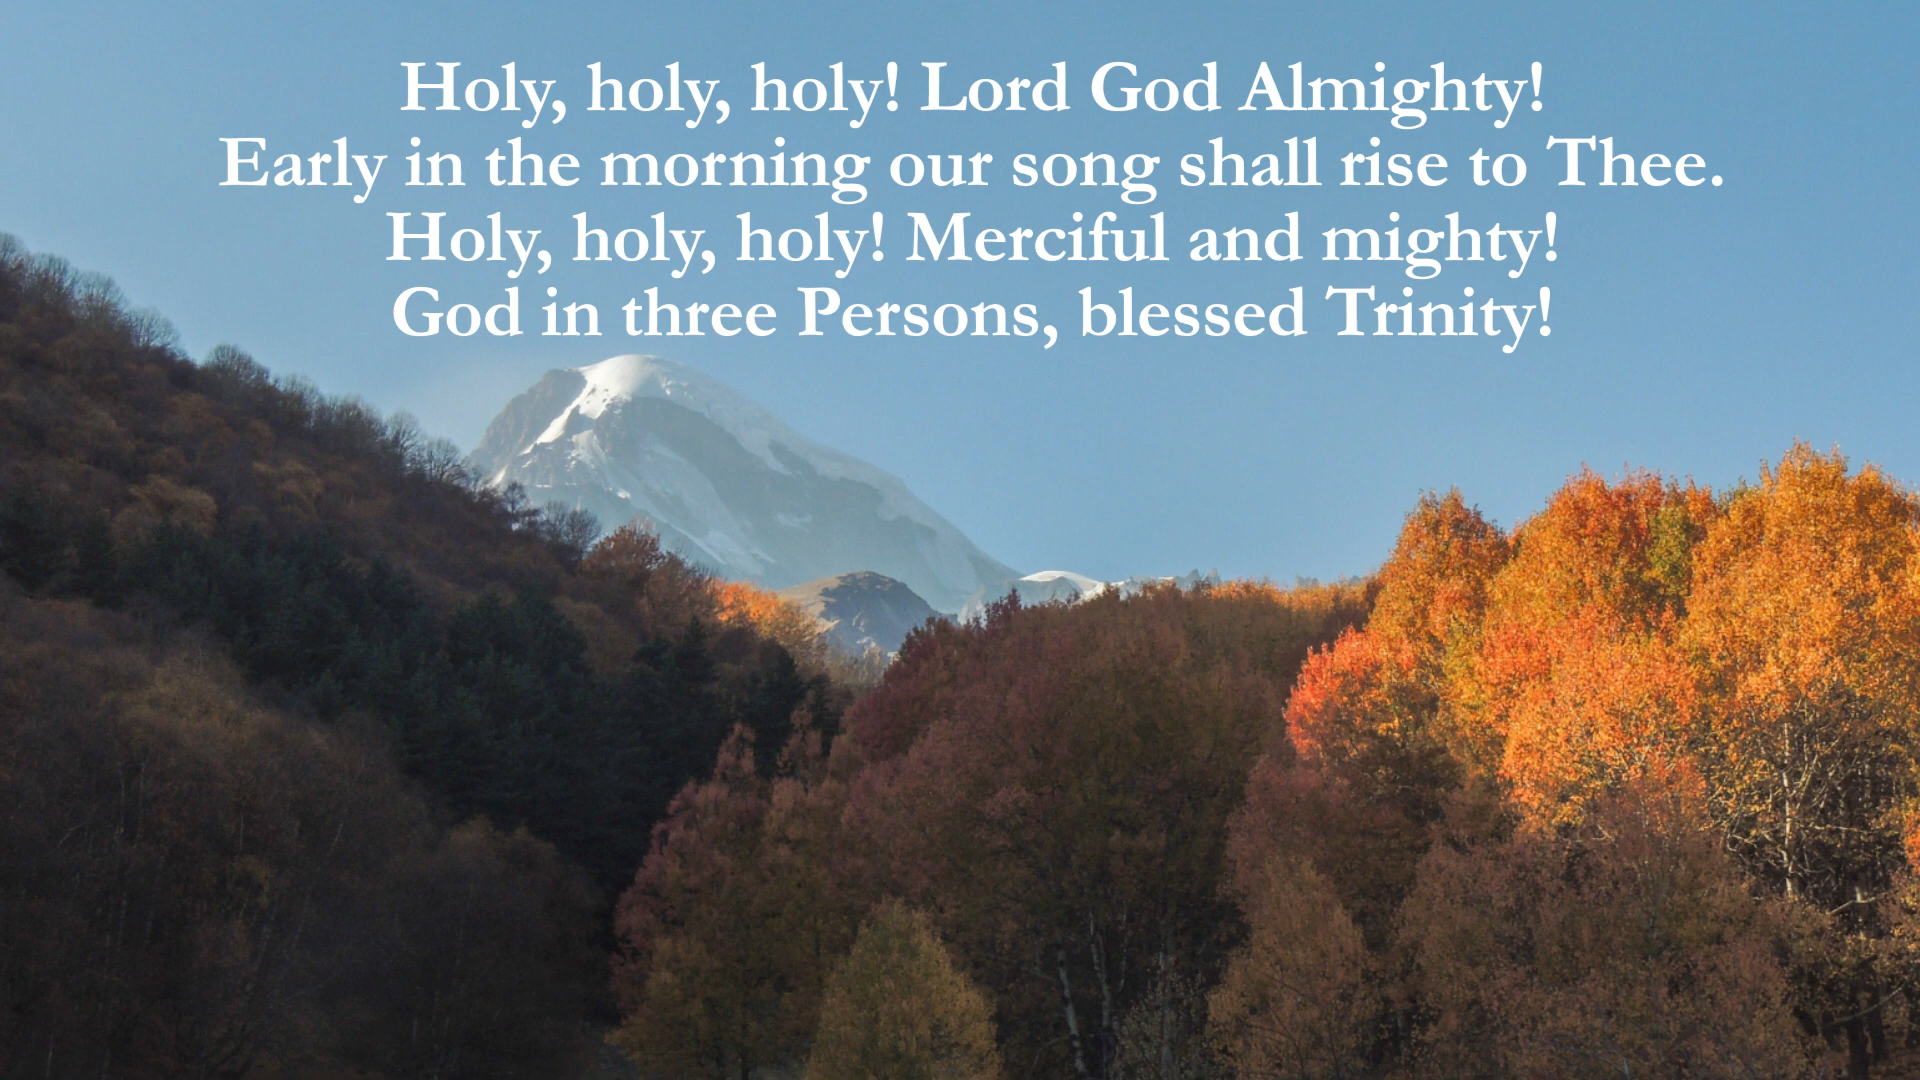 Holy, holy, holy! Lord God Almighty!
Early in the morning our song shall rise to Thee.
Holy, holy, holy! Merciful and mighty!
God in three Persons, blessed Trinity!